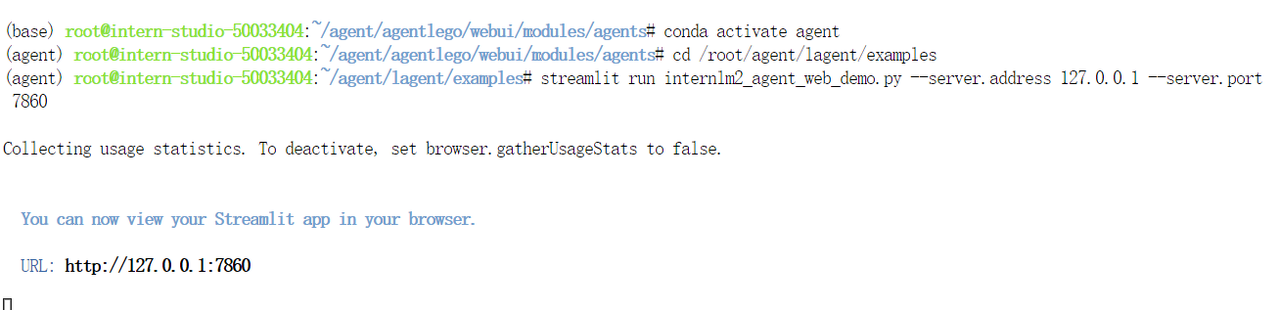 (base) root@intern-studio-50033404:~/agent/agentlego/webui/modules/agents# conda activate agent
(agent) root@intern-studio-50033404:~/agent/agentlego/webui/modules/agents# cd /root/agent/lagent/examples
(agent) root@intern-studio-50033404:~/agent/lagent/examples# streamlit run internlm2_agent_web_demo.py --server.address 127.0.0.1 --server.port
7860
Collecting usage statistics. To deactivate, set browser.gatherUsageStats to false.
You can now view your Streamlit app in your browser.
URL: http://127.0.0.1:7860